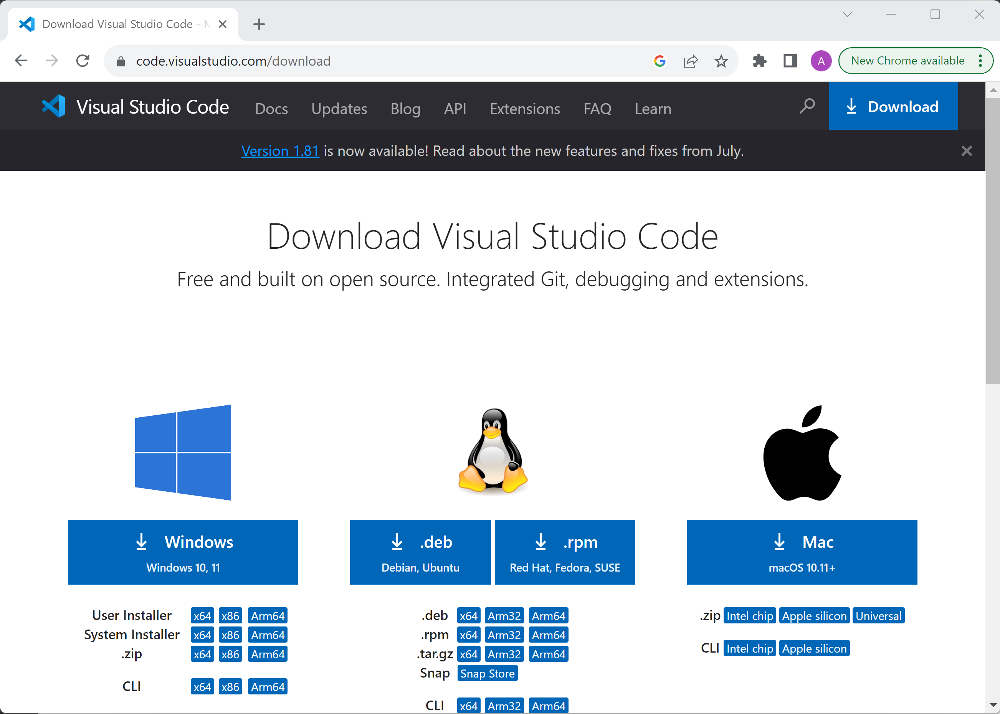 Download Visual Studio Code -
code.visualstudio.com/download
A
New Chrome available
Visual Studio Code Docs Updates Blog API Extensions FAQ Learn Download
Version 1.81 is now available! Read about the new features and fixes from July.
Download Visual Studio Code
Free and built on open source. Integrated Git, debugging and extensions.
Windows
Windows 10, 11
User Installer x64 x86 Arm64
System Installer x64 x86 Arm64
.zip x64 x86 Arm64
CLI x64 x86 Arm64
.deb
Debian, Ubuntu
.rpm
Red Hat, Fedora, SUSE
.deb x64 Arm32 Arm64
.rpm x64 Arm32 Arm64
.tar.gz x64 Arm32 Arm64
Snap Snap Store
CLI x64 Arm32 Arm64
Mac
macOS 10.11+
.zip Intel chip Apple silicon Universal
CLI Intel chip Apple silicon